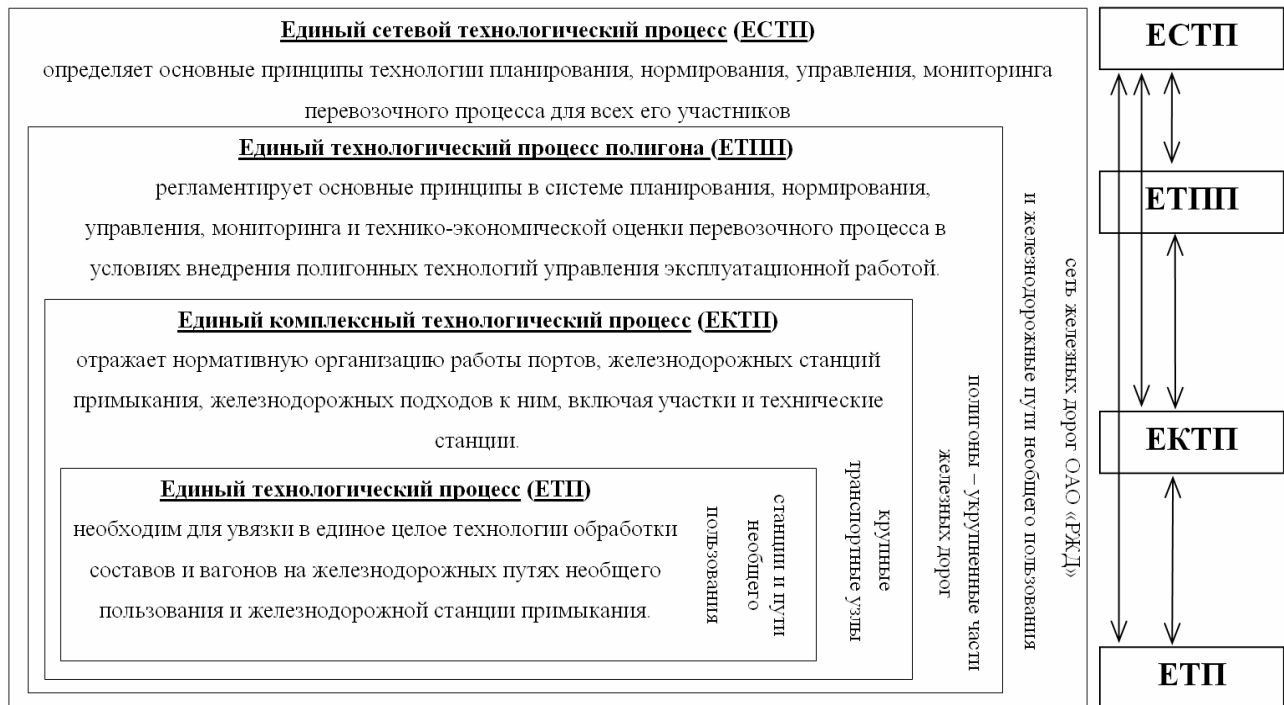 Единый сетевой технологический процесс (ЕСТП)
определяет основные принципы технологии планирования, нормирования, управления, мониторинга
перевозочного процесса для всех его участников
Единый технологический процесс полигона (ЕТПП)
регламентирует основные принципы в системе планирования, нормирования,
управления, мониторинга и технико-экономической оценки перевозочного процесса в
условиях внедрения полигонных технологий управления эксплуатационной работой.
Единый комплексный технологический процесс (ЕКТП)
отражает нормативную организацию работы портов, железнодорожных станций
примыкания, железнодорожных подходов к ним, включая участки и технические
станции.
Единый технологический процесс (ЕТП)
необходим для увязки в единое целое технологии обработки
составов и вагонов на железнодорожных путях необщего
пользования и железнодорожной станции примыкания.
станции и пути
необщего
пользования
крупные
транспортные узлы
полигоны – укрупненные части
железных дорог
сеть железных дорог ОАО «РЖД»
и железнодорожные пути необщего пользования
ЕСТП
ЕТПП
ЕКТП
ЕТП